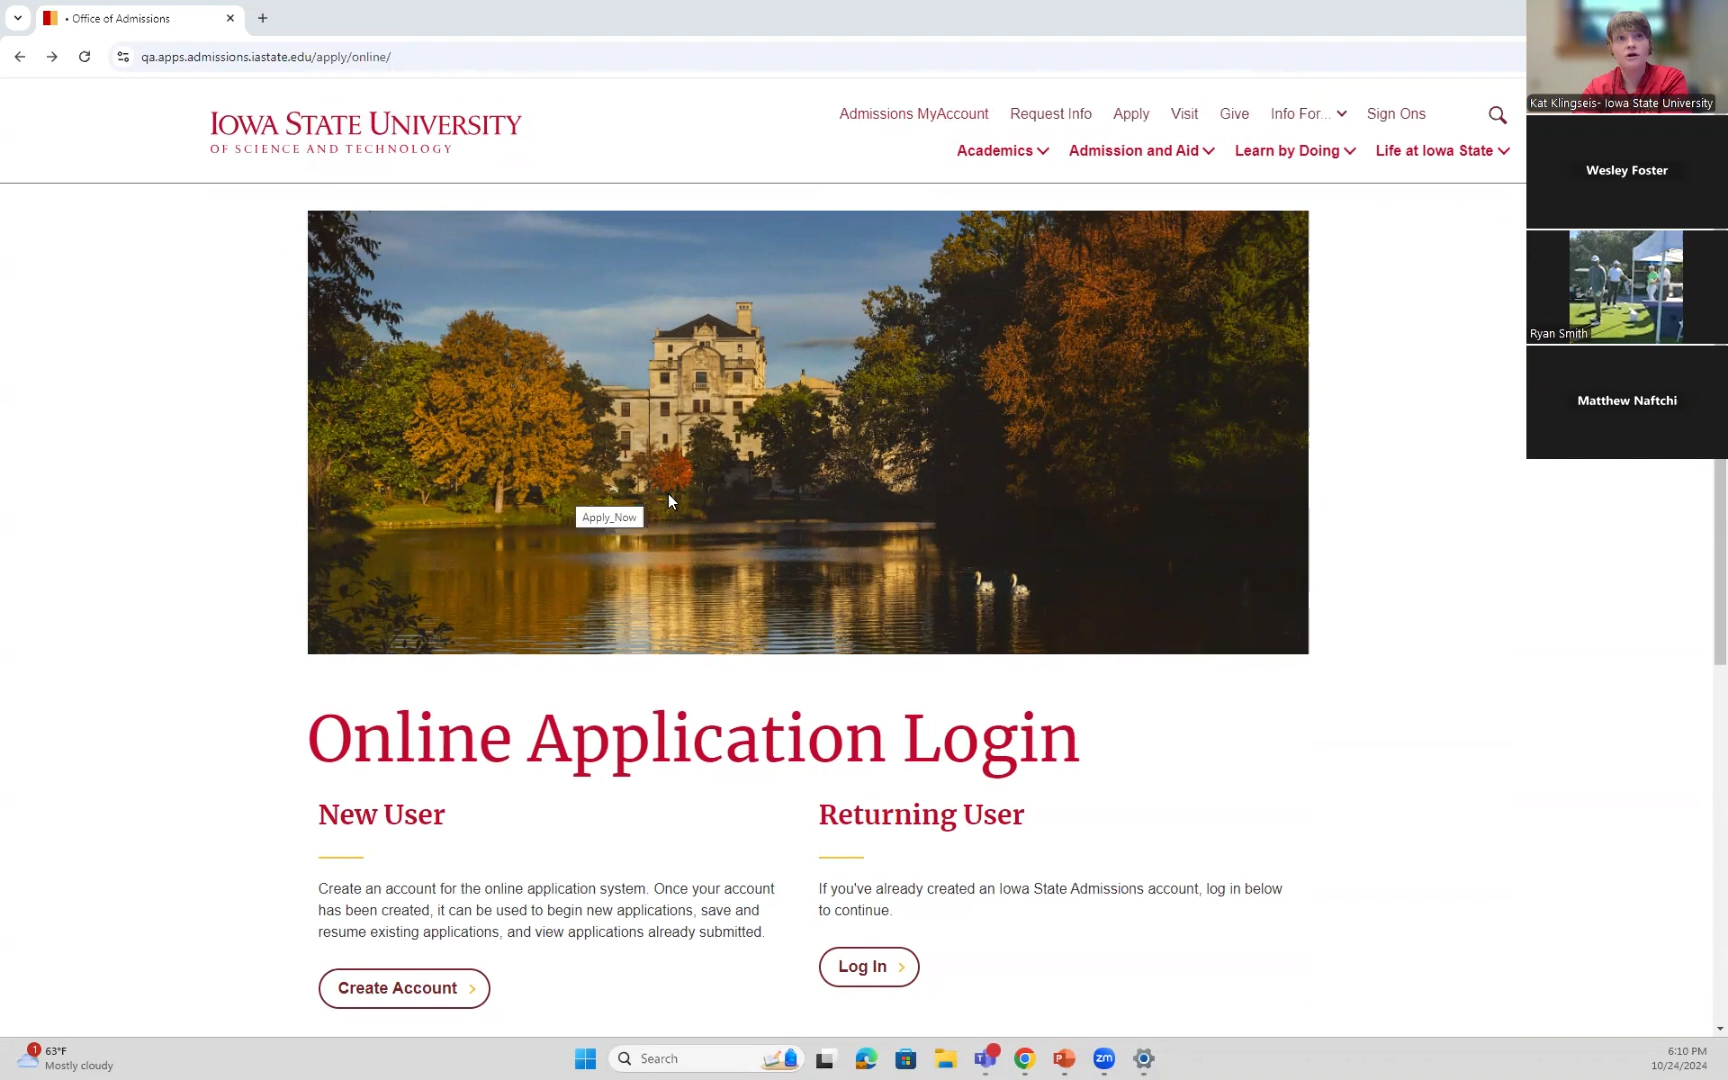 • Office of Admissions
qa.apps.admissions.iastate.edu/apply/online/
Kat Klingseis- Iowa State University
IOWA STATE UNIVERSITY
OF SCIENCE AND TECHNOLOGY
Admissions MyAccount Request Info Apply Visit Give Info For... Sign Ons
Academics Admission and Aid Learn by Doing Life at Iowa State
Wesley Foster
Ryan Smith
Matthew Naftchi
Apply_Now
Online Application Login
New User
Create an account for the online application system. Once your account
has been created, it can be used to begin new applications, save and
resume existing applications, and view applications already submitted.
Create Account
Returning User
If you've already created an Iowa State Admissions account, log in below
to continue.
Log In
1
63°F
Mostly cloudy
Search
zm
6:10 PM
10/24/2024